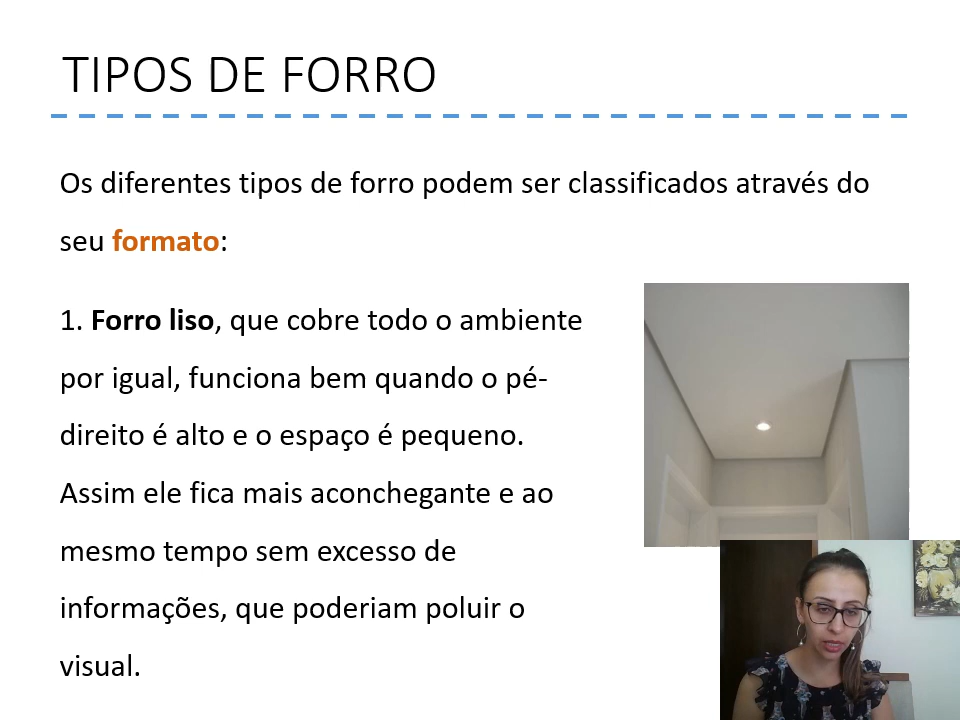 TIPOS DE FORRO
Os diferentes tipos de forro podem ser classificados através do
seu formato:
1. Forro liso, que cobre todo o ambiente
por igual, funciona bem quando o pé-
direito é alto e o espaço é pequeno.
Assim ele fica mais aconchegante e ao
mesmo tempo sem excesso de
informações, que poderiam poluir o
visual.